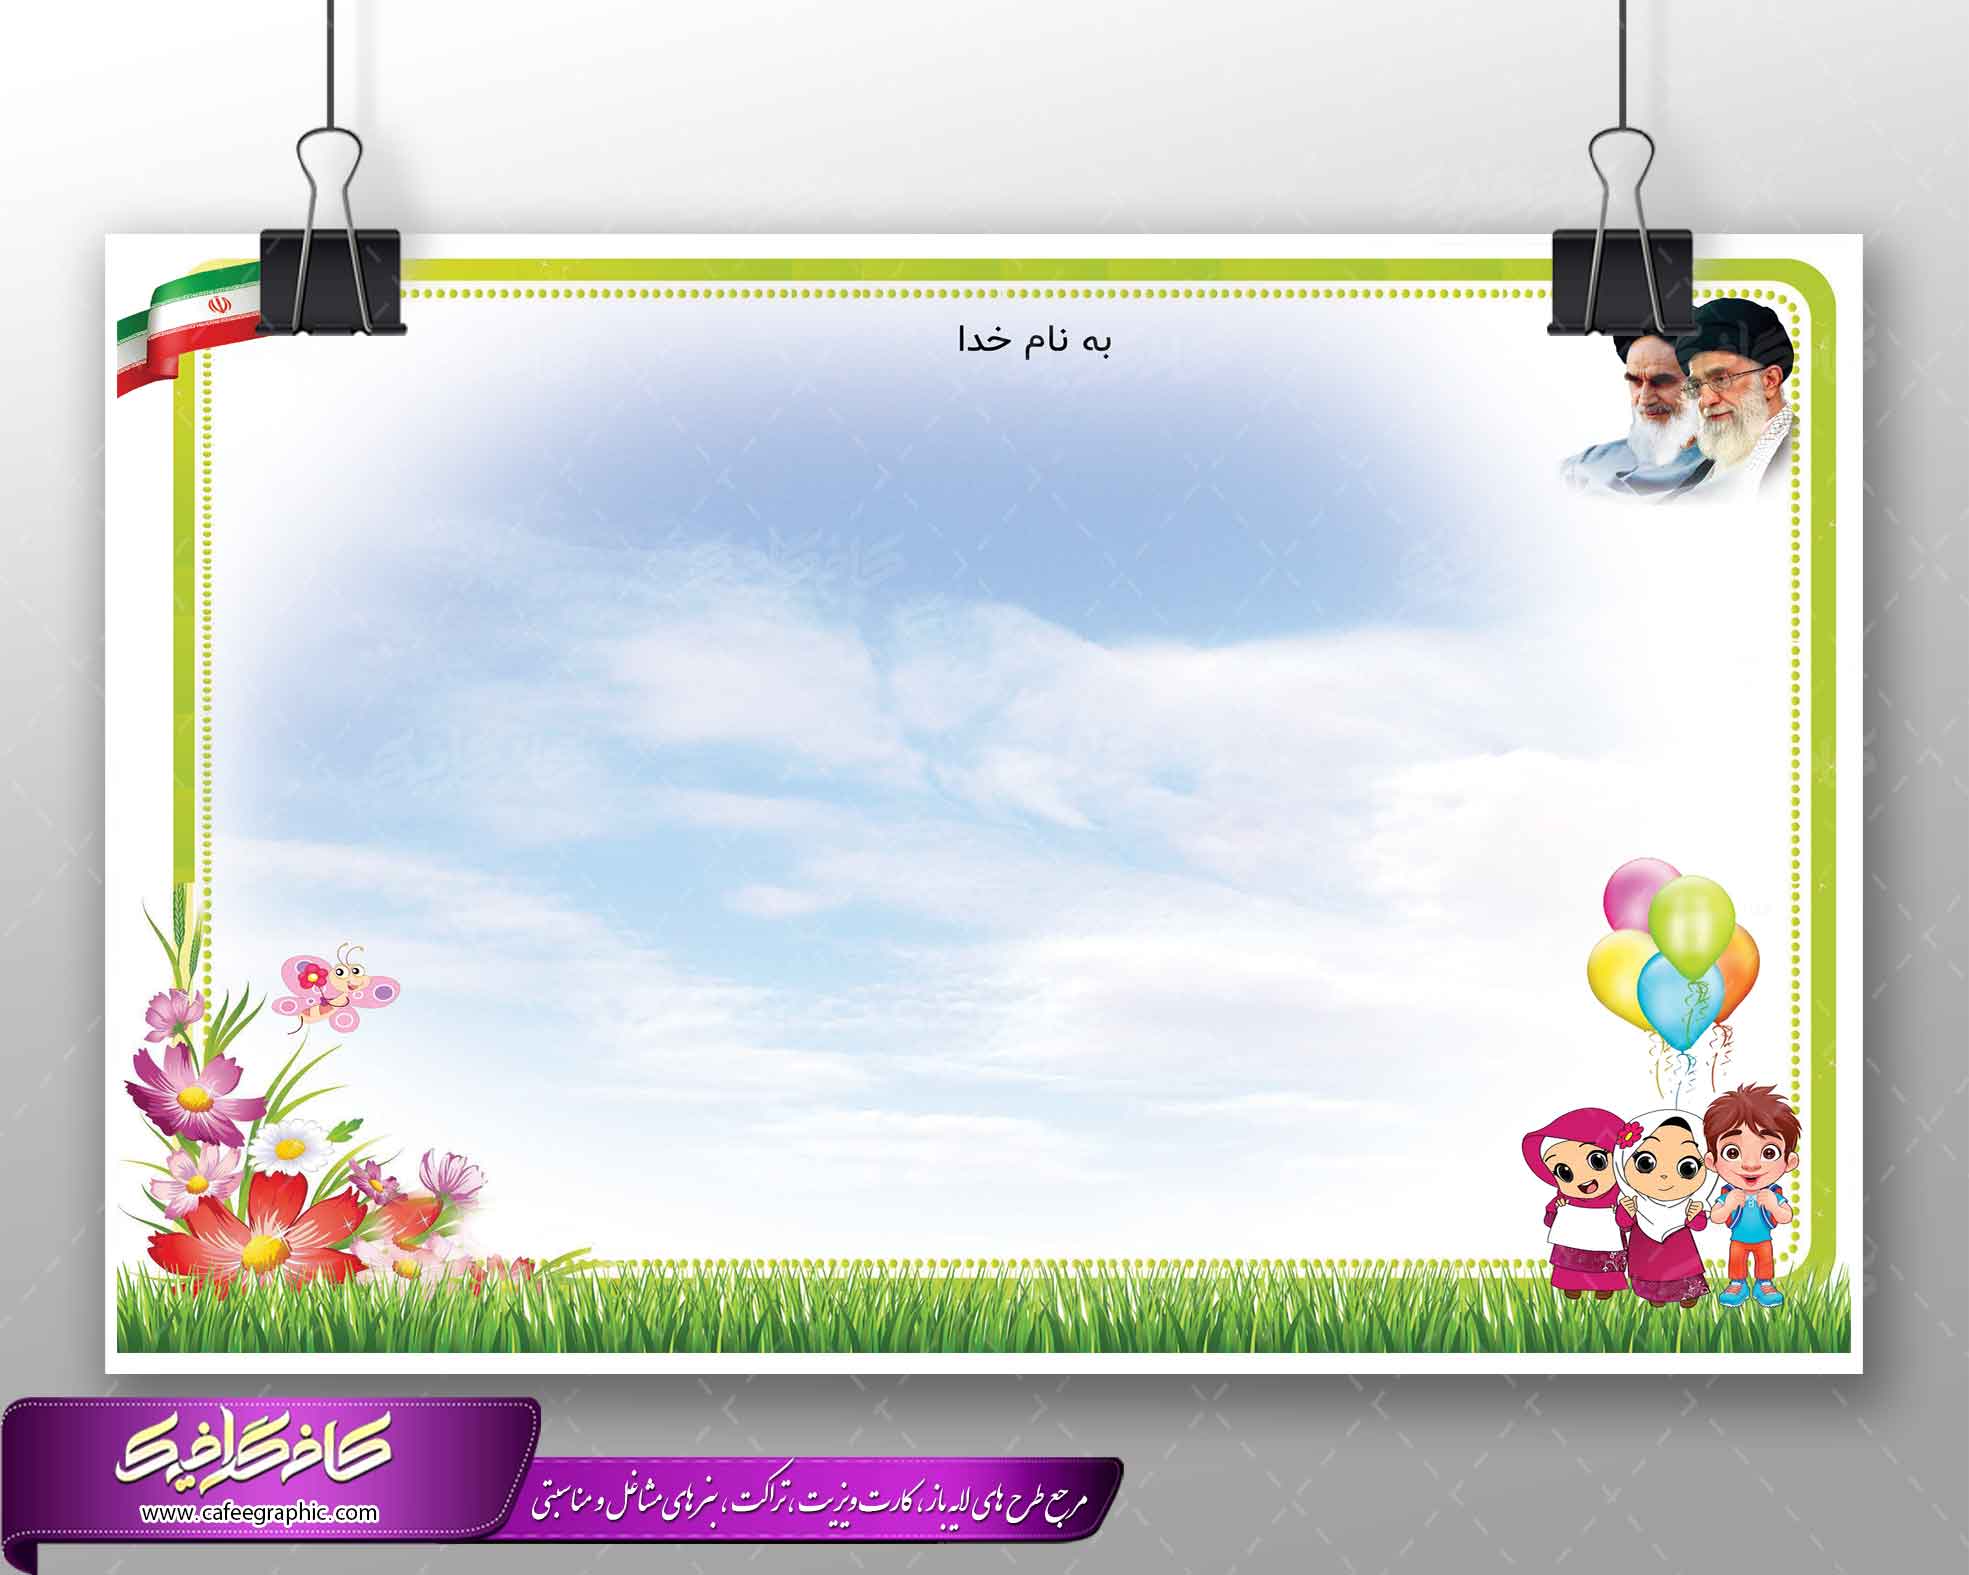 به نام خدا
کافه گرافیک
www.cafeegraphic.com
مرجع طرح های لایه باز، کارت ویزیت، تراکت، بنرهای مشاغل و مناسبتی